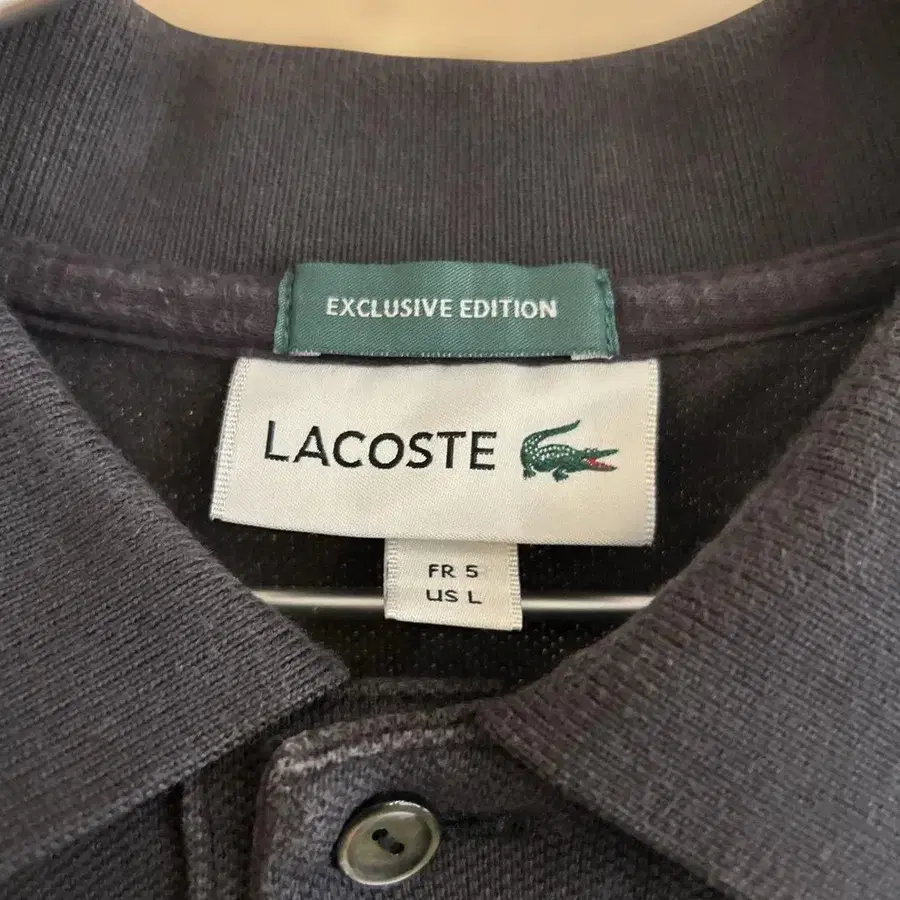 EXCLUSIVE EDITION
LACOSTE
FR 5
US L